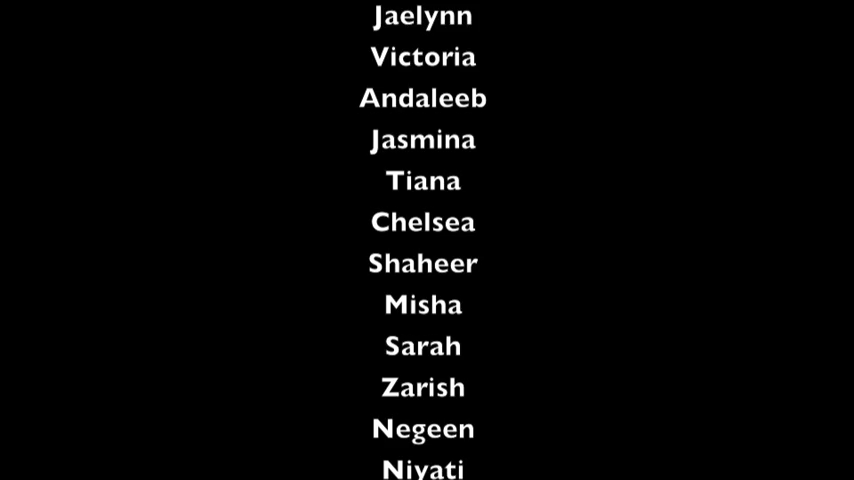 Jaelynn
Victoria
Andaleeb
Jasmina
Tiana
Chelsea
Shaheer
Misha
Sarah
Zarish
Negeen
Niyati